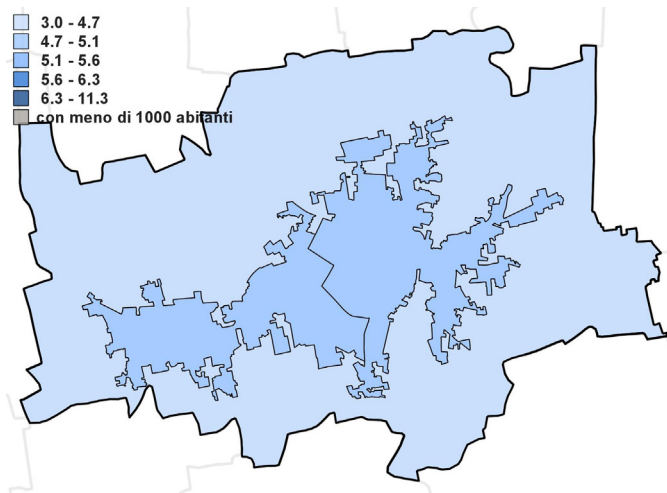 3.0 - 4.7
4.7 - 5.1
5.1 - 5.6
5.6 - 6.3
6.3 - 11.3
con meno di 1000 abitanti